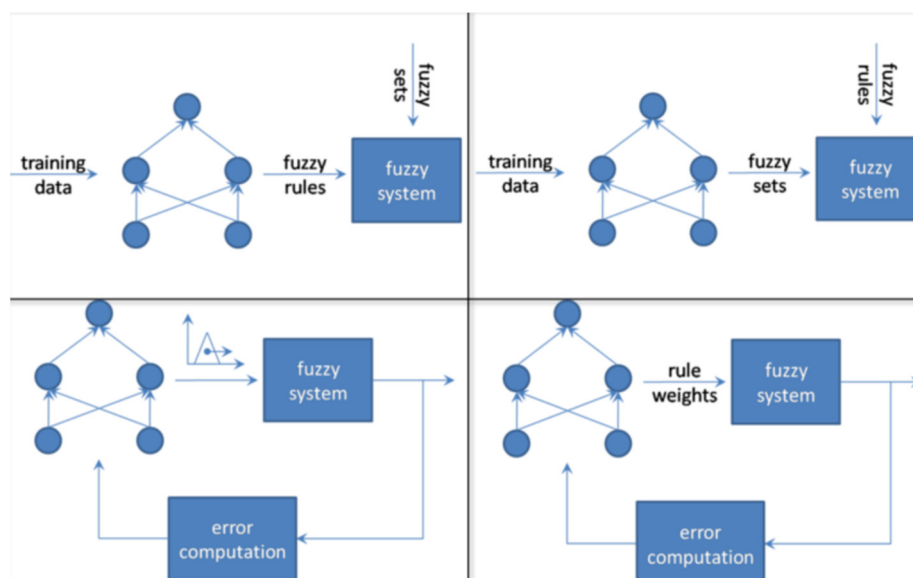 fuzzy
sets
training
data
fuzzy
rules
fuzzy
system
fuzzy
rules
training
data
fuzzy
sets
fuzzy
system
fuzzy
system
error
computation
rule
weights
fuzzy
system
error
computation